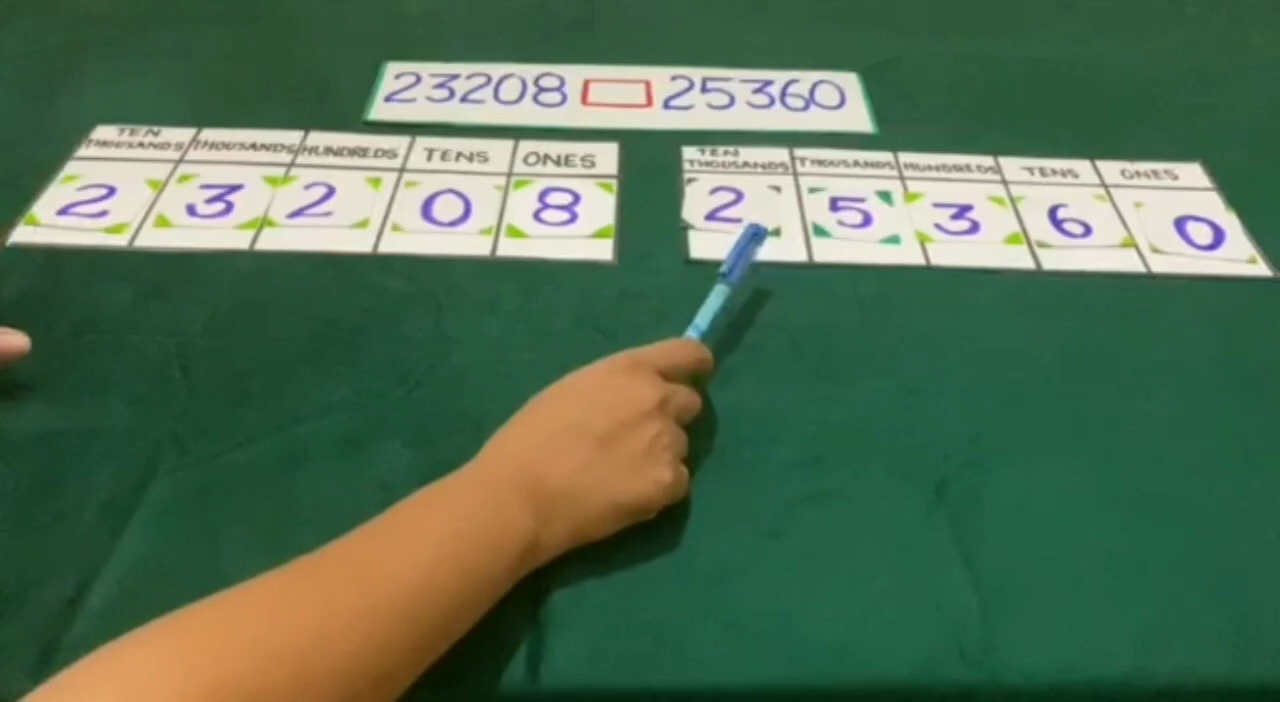 23208 25360
TEN THOUSANDS THOUSANDS HUNDREDS TENS ONES
2 3 2 0 8
TEN THOUSANDS THOUSANDS HUNDREDS TENS ONES
2 5 3 6 0